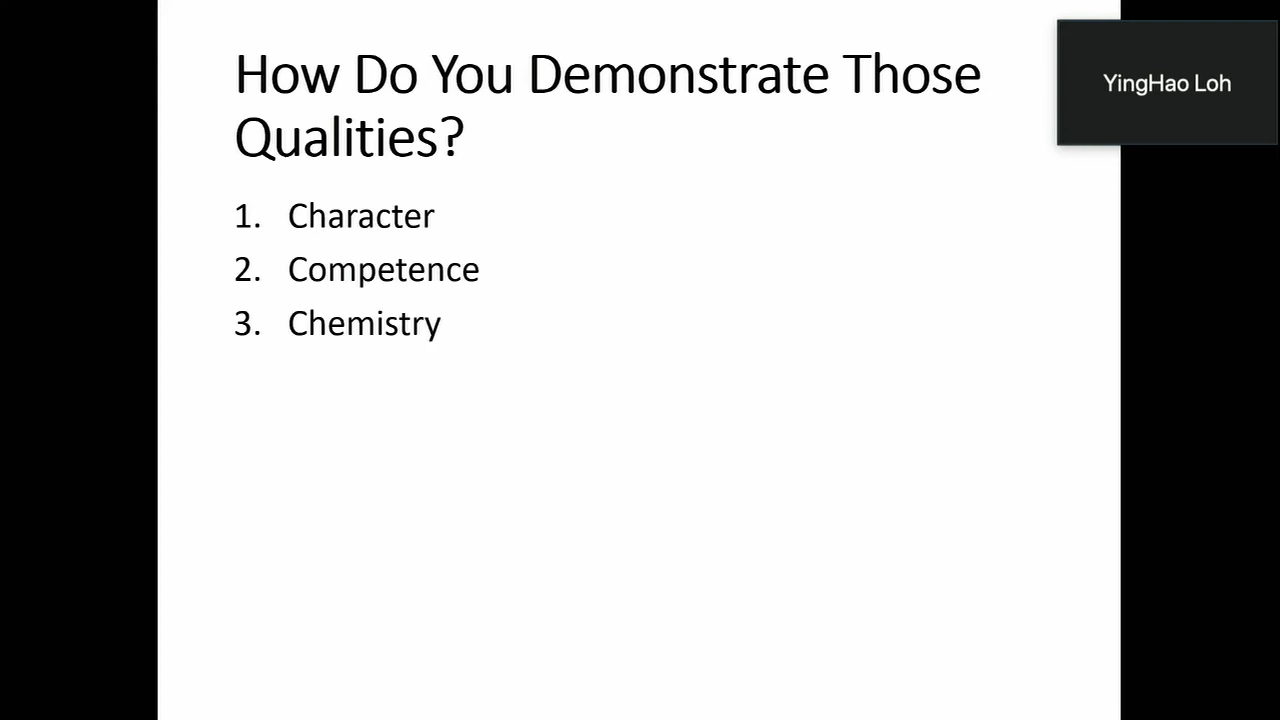 How Do You Demonstrate Those
Qualities?
1. Character
2. Competence
3. Chemistry
YingHao Loh